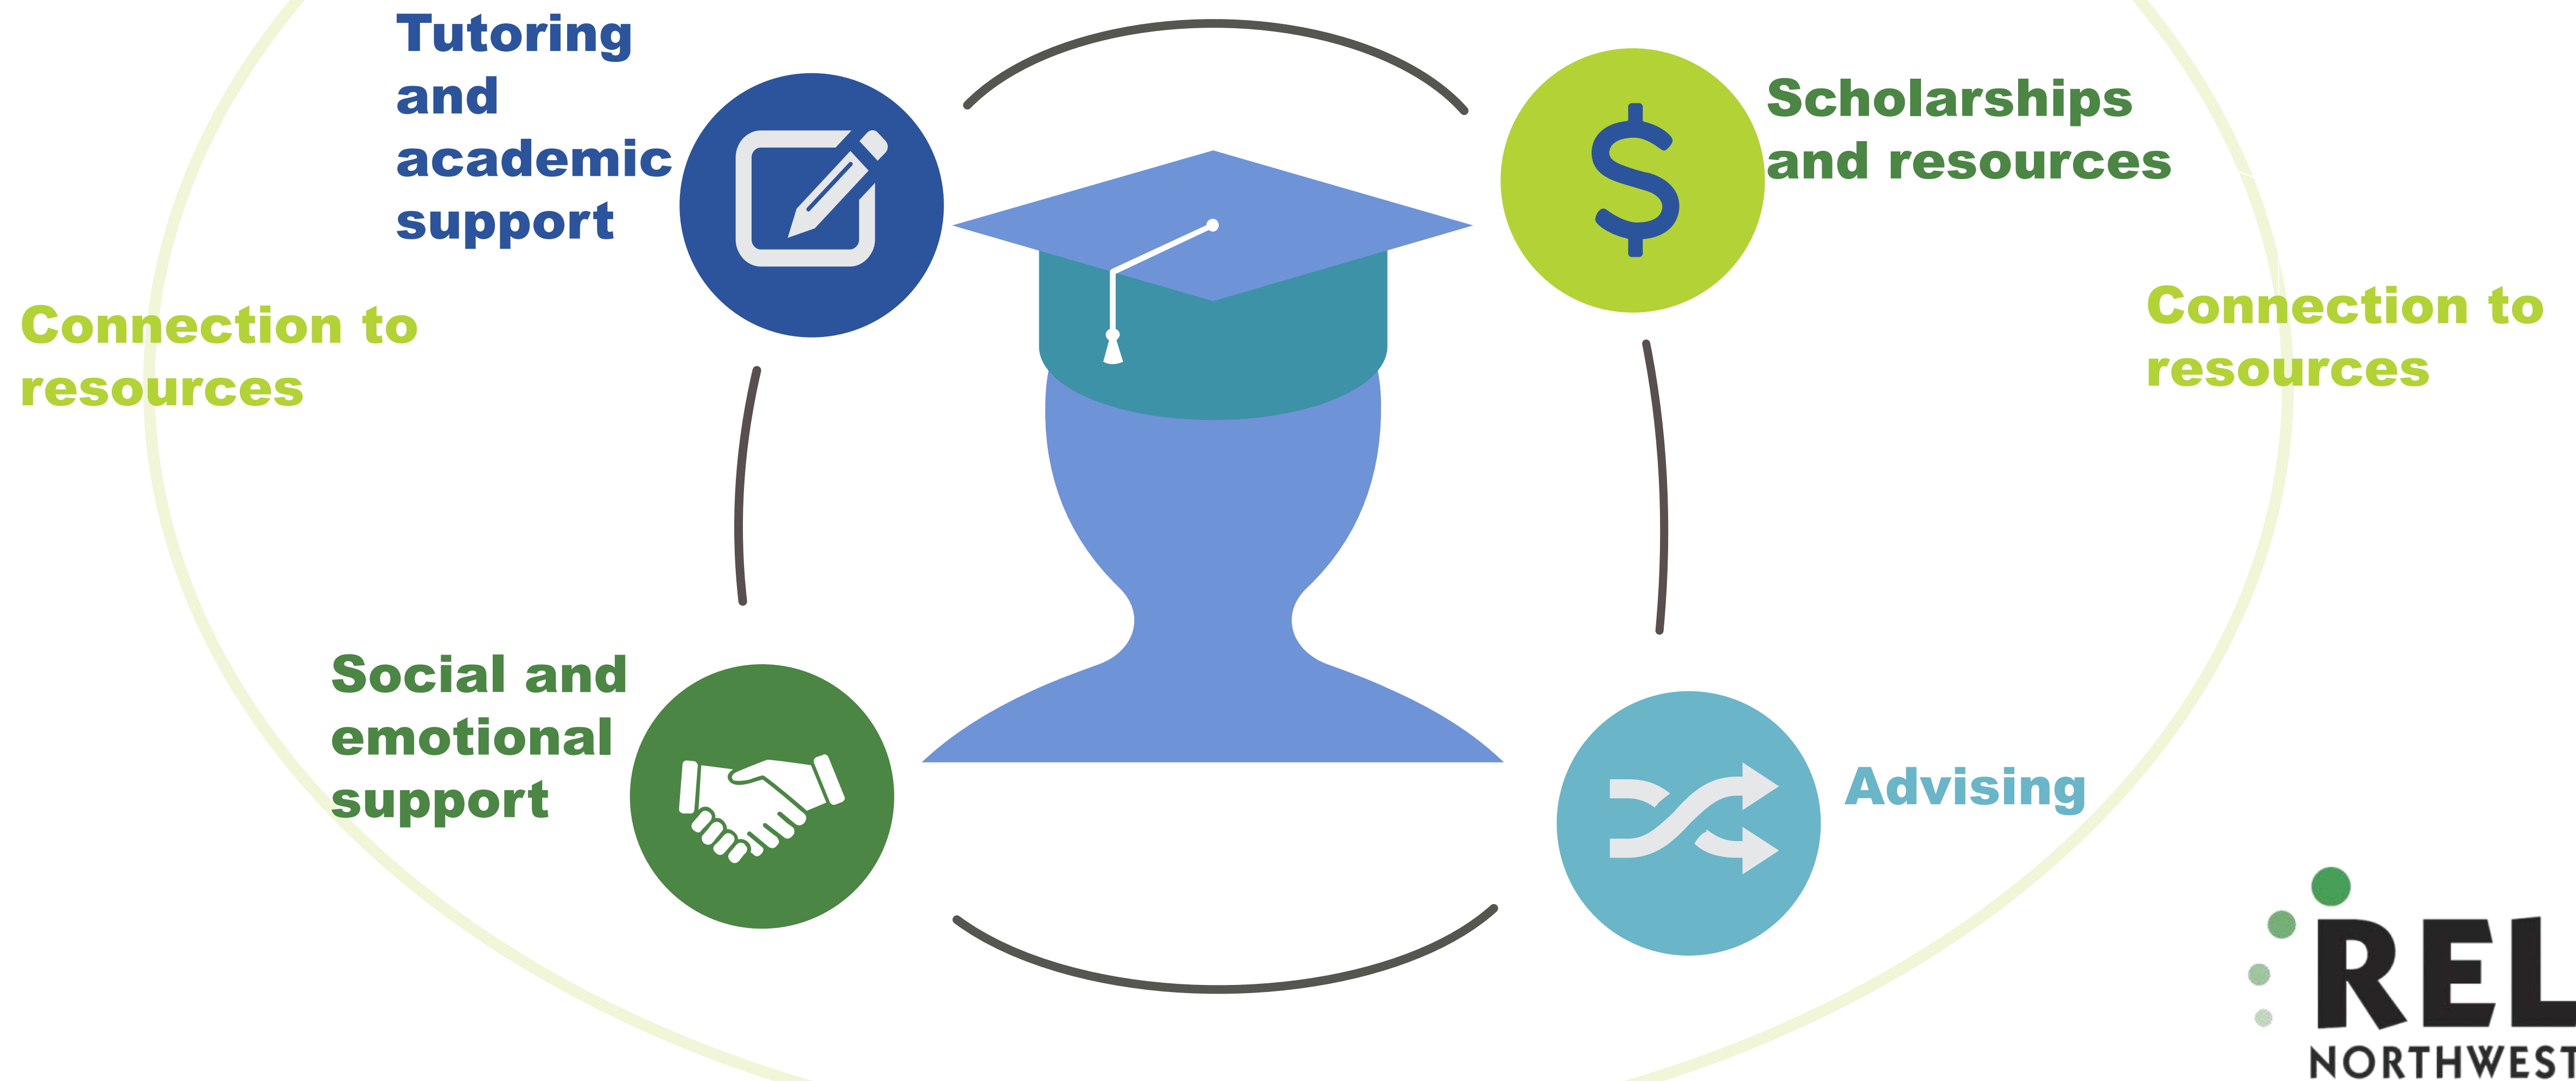 Tutoring
and
academic
support
Scholarships
and resources
Connection to
resources
Connection to
resources
Social and
emotional
support
Advising
REL
NORTHWEST